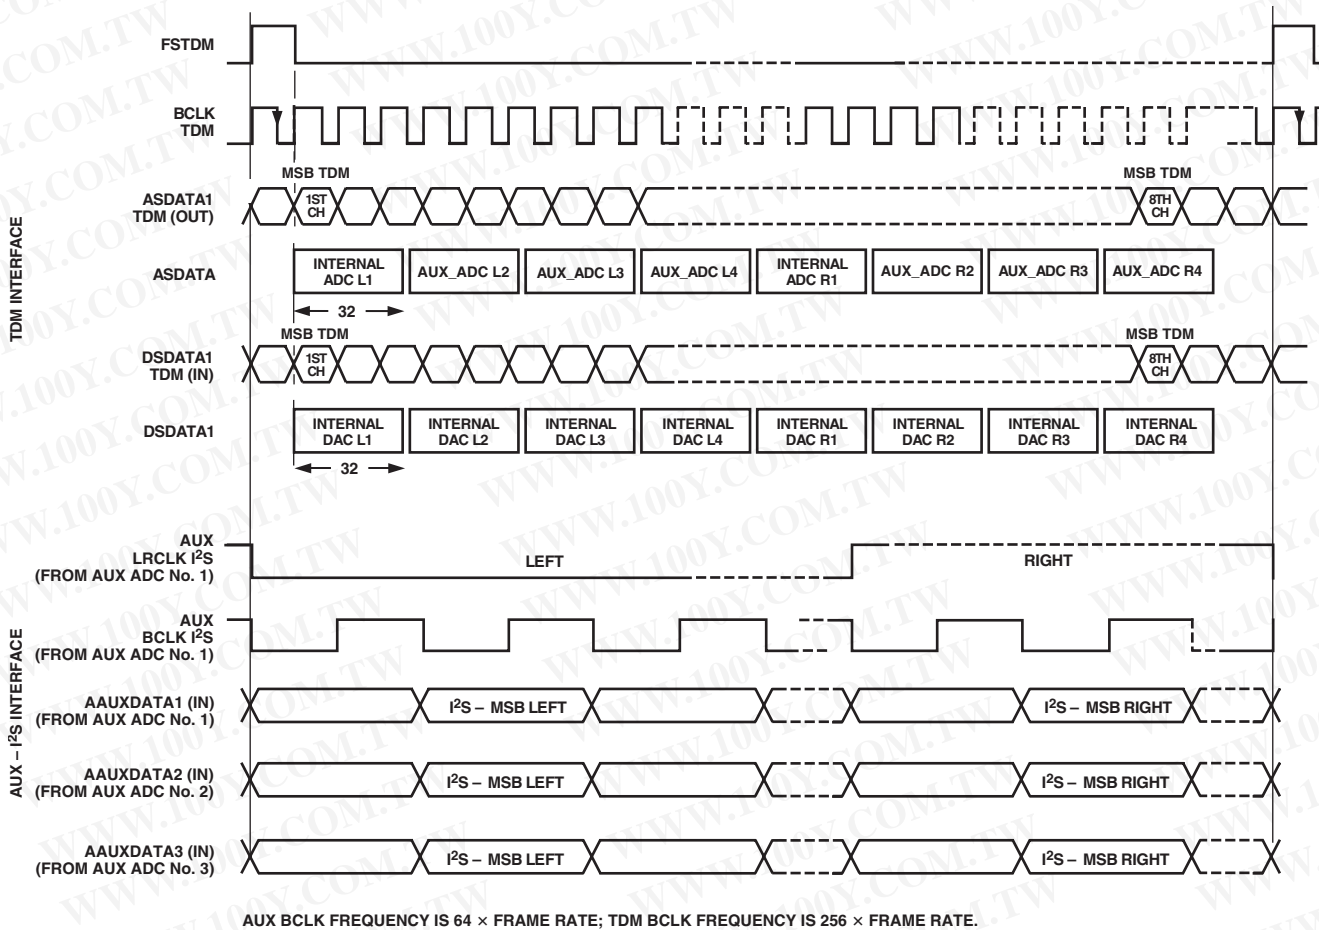 FSTDM
BCLK
TDM
MSB TDM
MSB TDM
ASDATA1
TDM (OUT)
1ST
CH
8TH
CH
TDM INTERFACE
ASDATA
INTERNAL
ADC L1
AUX_ADC L2
AUX_ADC L3
AUX_ADC L4
INTERNAL
ADC R1
AUX_ADC R2
AUX_ADC R3
AUX_ADC R4
32
MSB TDM
MSB TDM
DSDATA1
TDM (IN)
1ST
CH
8TH
CH
DSDATA1
INTERNAL
DAC L1
INTERNAL
DAC L2
INTERNAL
DAC L3
INTERNAL
DAC L4
INTERNAL
DAC R1
INTERNAL
DAC R2
INTERNAL
DAC R3
INTERNAL
DAC R4
32
AUX
LRCLK I²S
(FROM AUX ADC No. 1)
LEFT
RIGHT
AUX – I²S INTERFACE
AUX
BCLK I²S
(FROM AUX ADC No. 1)
AAUXDATA1 (IN)
(FROM AUX ADC No. 1)
I²S – MSB LEFT
I²S – MSB RIGHT
AAUXDATA2 (IN)
(FROM AUX ADC No. 2)
I²S – MSB LEFT
I²S – MSB RIGHT
AAUXDATA3 (IN)
(FROM AUX ADC No. 3)
I²S – MSB LEFT
I²S – MSB RIGHT
AUX BCLK FREQUENCY IS 64 × FRAME RATE; TDM BCLK FREQUENCY IS 256 × FRAME RATE.
WWW.100Y.COM.TW